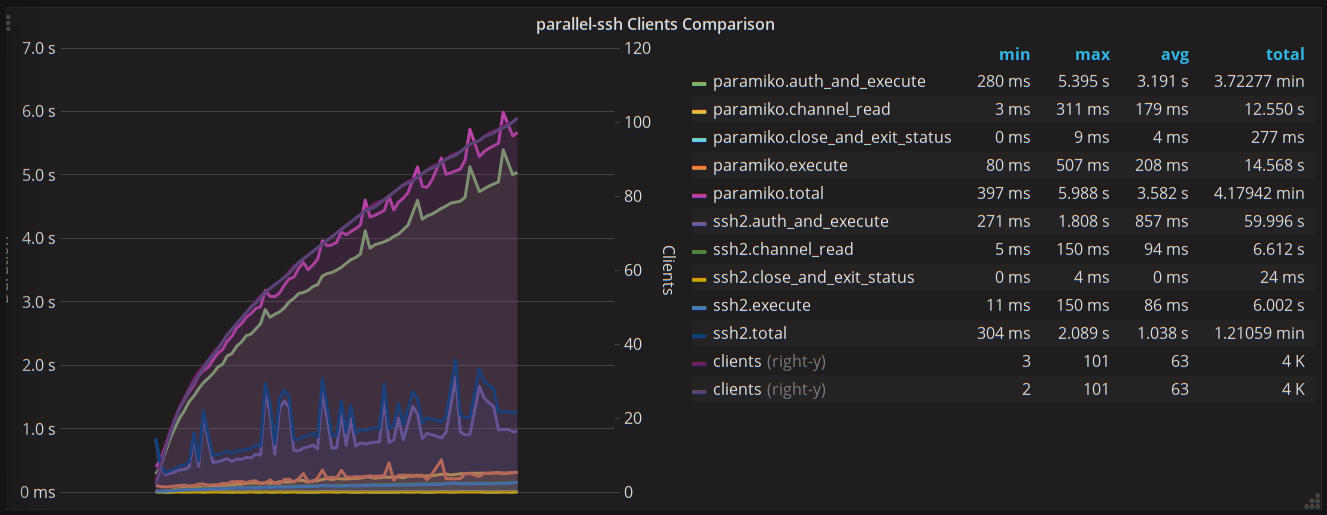 parallel-ssh Clients Comparison
7.0 s
6.0 s
5.0 s
4.0 s
3.0 s
2.0 s
1.0 s
0 ms
120
100
80
60
40
20
0
Clients
min max avg total
paramiko.auth_and_execute 280 ms 5.395 s 3.191 s 3.72277 min
paramiko.channel_read 3 ms 311 ms 179 ms 12.550 s
paramiko.close_and_exit_status 0 ms 9 ms 4 ms 277 ms
paramiko.execute 80 ms 507 ms 208 ms 14.568 s
paramiko.total 397 ms 5.988 s 3.582 s 4.17942 min
ssh2.auth_and_execute 271 ms 1.808 s 857 ms 59.996 s
ssh2.channel_read 5 ms 150 ms 94 ms 6.612 s
ssh2.close_and_exit_status 0 ms 4 ms 0 ms 24 ms
ssh2.execute 11 ms 150 ms 86 ms 6.002 s
ssh2.total 304 ms 2.089 s 1.038 s 1.21059 min
clients (right-y) 3 101 63 4 K
clients (right-y) 2 101 63 4 K